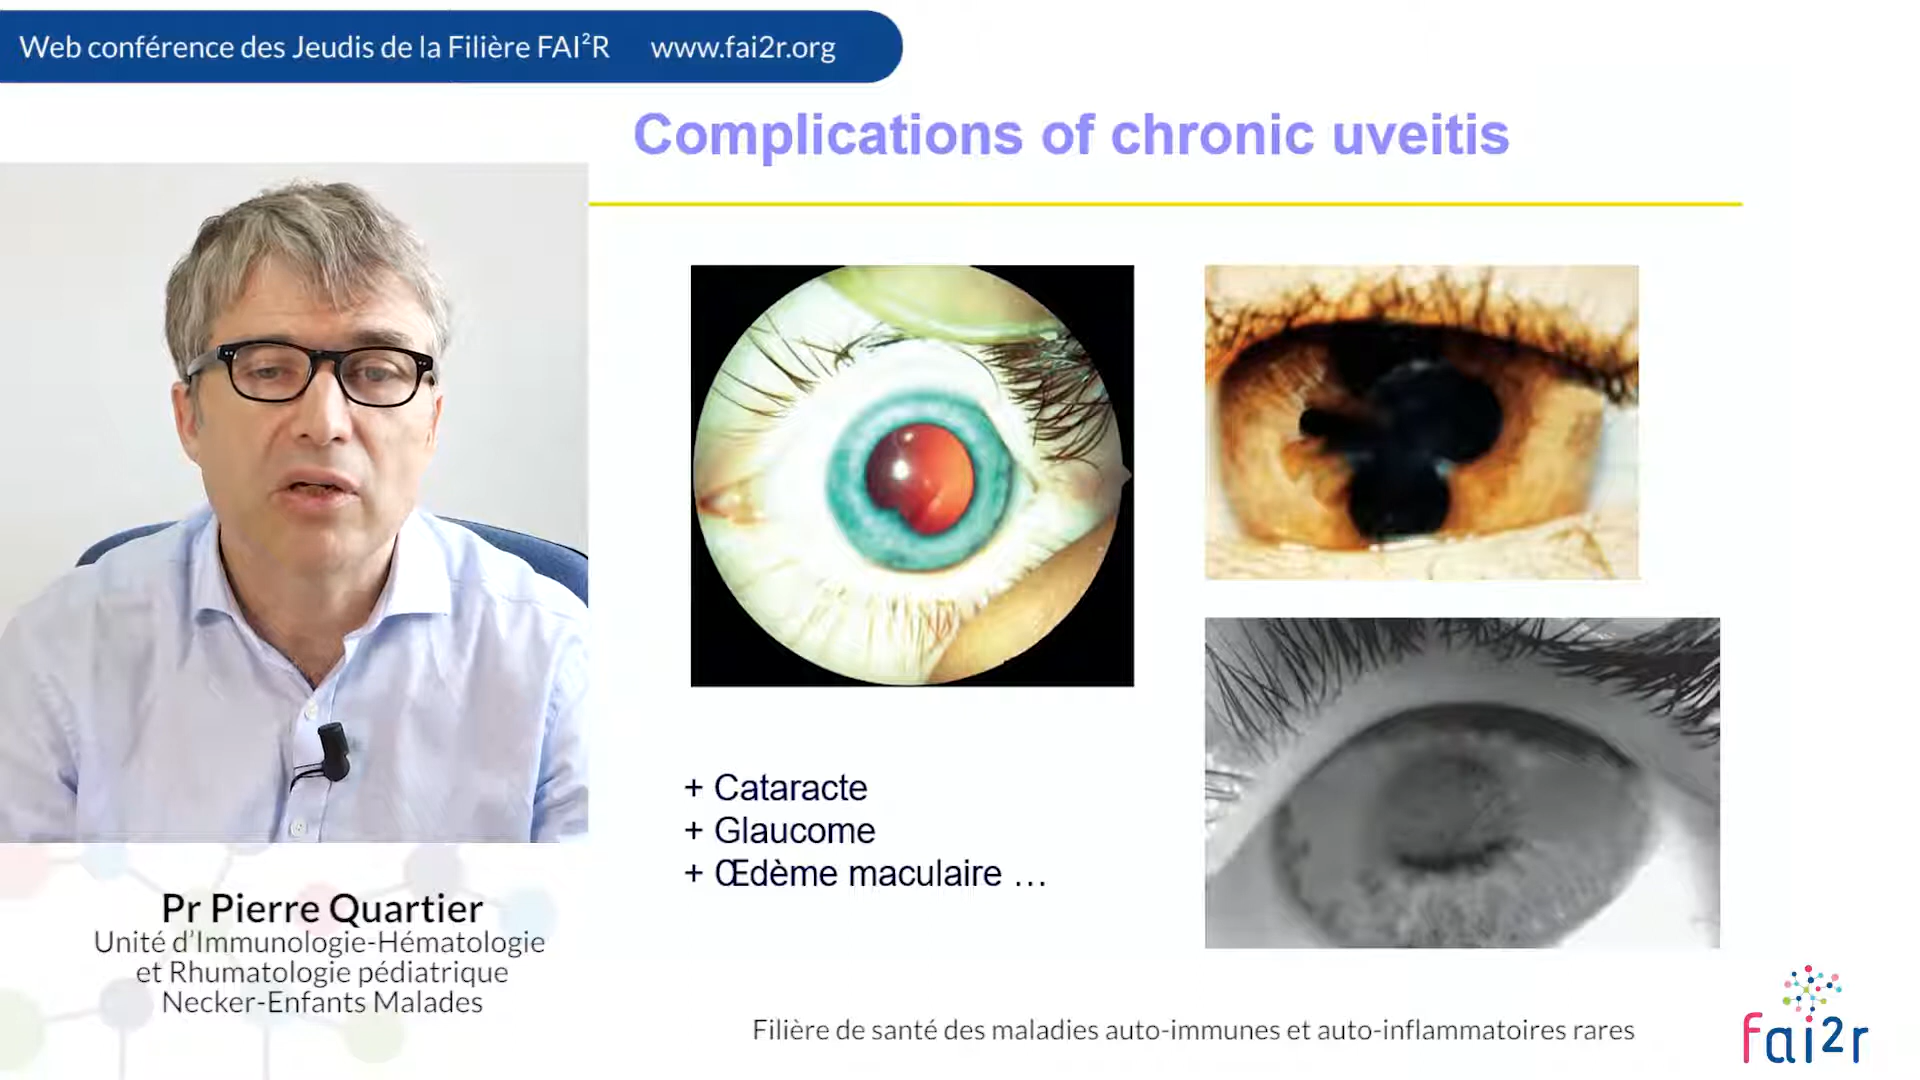 Web conférence des Jeudis de la Filière FAI²R www.fai2r.org
Complications of chronic uveitis
+ Cataracte
+ Glaucome
+ Œdème maculaire …
Pr Pierre Quartier
Unité d'Immunologie-Hématologie
et Rhumatologie pédiatrique
Necker-Enfants Malades
Filière de santé des maladies auto-immunes et auto-inflammatoires rares
fai2r